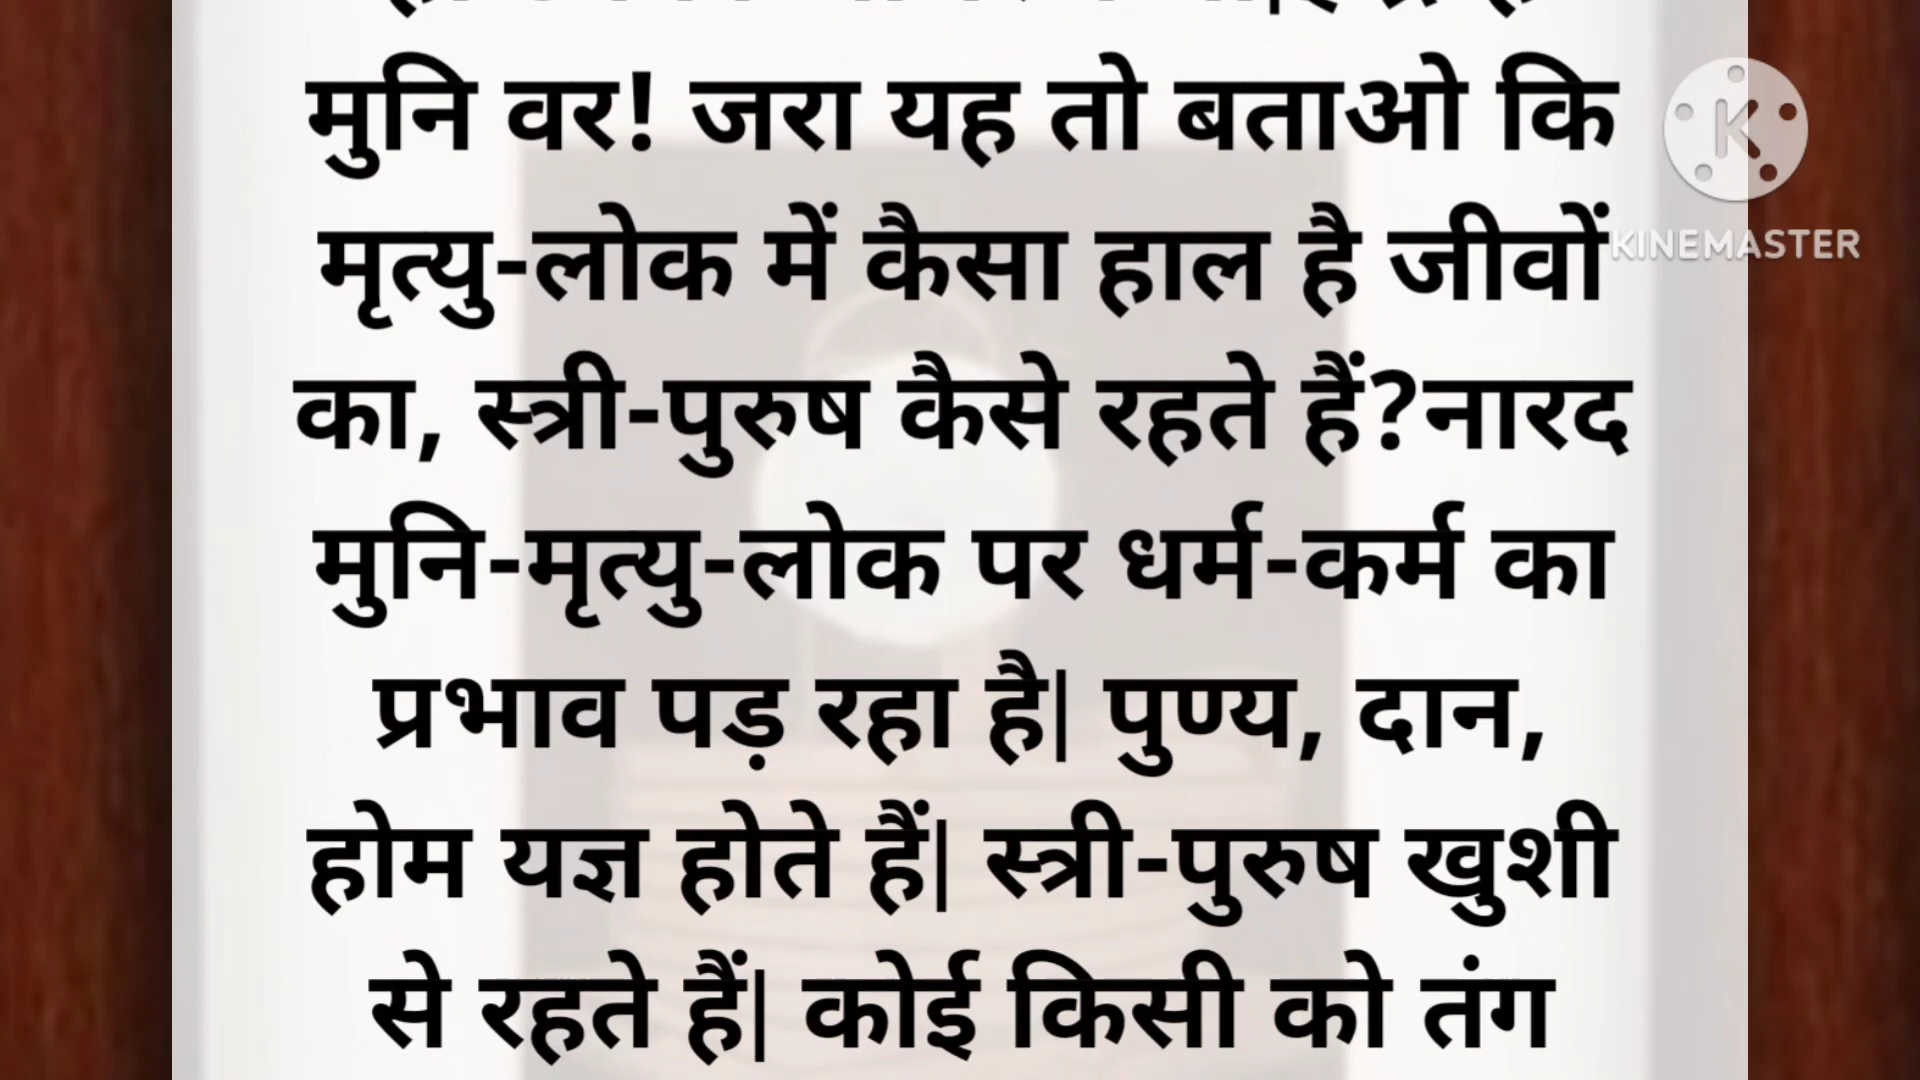 मुनि वर! जरा यह तो बताओ कि
मृत्यु-लोक में कैसा हाल है जीवों
का, स्त्री-पुरुष कैसे रहते हैं?नारद
मुनि-मृत्यु-लोक पर धर्म-कर्म का
प्रभाव पड़ रहा है| पुण्य, दान,
होम यज्ञ होते हैं| स्त्री-पुरुष खुशी
से रहते हैं| कोई किसी को तंग
KINEMASTER